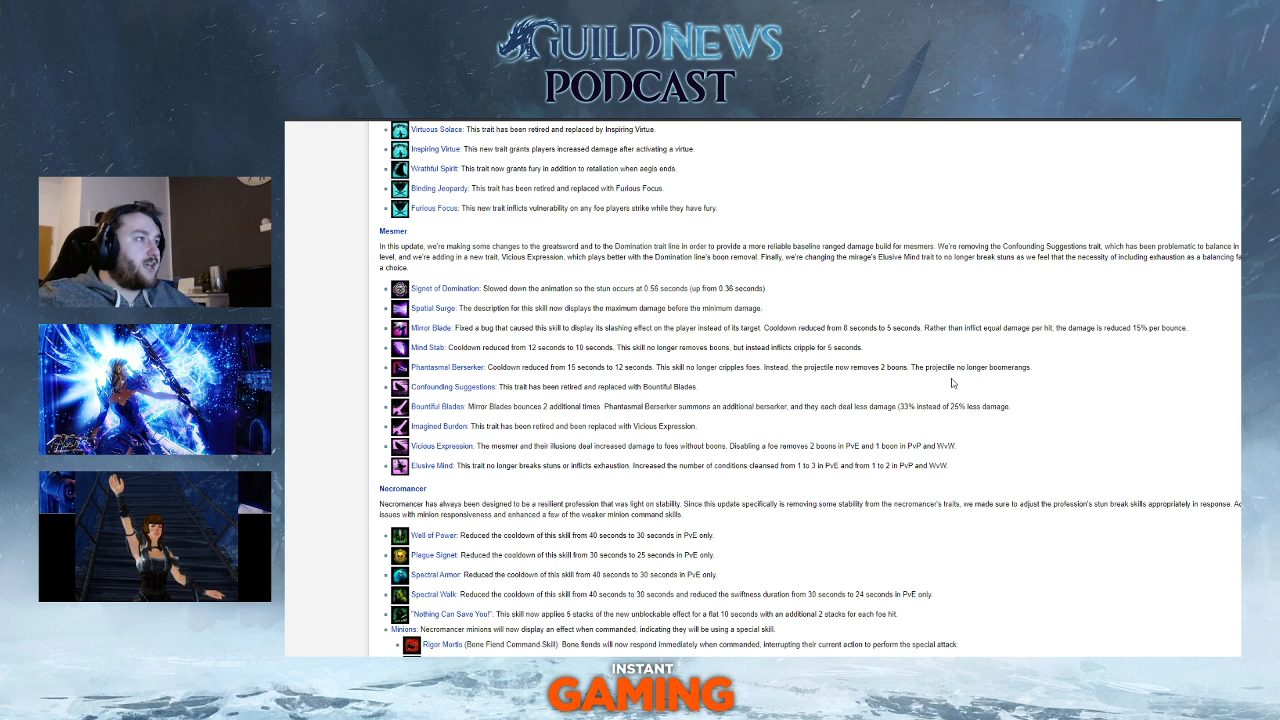 GUILDNEWS
PODCAST
Virtuous Solace: This trait has been retired and replaced by Inspiring Virtue.
Inspiring Virtue: This new trait grants players increased damage after activating a virtue.
Wrathful Spirit: This trait now grants fury in addition to retaliation when aegis ends.
Binding Jeopardy: This trait has been retired and replaced with Furious Focus.
Furious Focus: This new trait inflicts vulnerability on any foe players strike while they have fury.
Mesmer
In this update, we're making some changes to the greatsword and to the Domination trait line in order to provide a more reliable baseline ranged damage build for mesmers. We're removing the Confounding Suggestions trait, which has been problematic to balance in
level, and we're adding in a new trait, Vicious Expression, which plays better with the Domination line's boon removal. Finally, we're changing the mirage's Elusive Mind trait to no longer break stuns as we feel that the necessity of including exhaustion as a balancing fa
a choice.
Signet of Domination: Slowed down the animation so the stun occurs at 0.56 seconds (up from 0.36 seconds).
Spatial Surge: The description for this skill now displays the maximum damage before the minimum damage.
Mirror Blade: Fixed a bug that caused this skill to display its slashing effect on the player instead of its target. Cooldown reduced from 8 seconds to 5 seconds. Rather than inflict equal damage per hit, the damage is reduced 15% per bounce.
Mind Stab: Cooldown reduced from 12 seconds to 10 seconds. This skill no longer removes boons, but instead inflicts cripple for 5 seconds.
Phantasmal Berserker: Cooldown reduced from 15 seconds to 12 seconds. This skill no longer cripples foes. Instead, the projectile now removes 2 boons. The projectile no longer boomerangs.
Confounding Suggestions: This trait has been retired and replaced with Bountiful Blades.
Bountiful Blades: Mirror Blades bounces 2 additional times. Phantasmal Berserker summons an additional berserker, and they each deal less damage (33% instead of 25% less damage.
Imagined Burden: This trait has been retired and been replaced with Vicious Expression.
Vicious Expression: The mesmer and their illusions deal increased damage to foes without boons. Disabling a foe removes 2 boons in PvE and 1 boon in PvP and WvW.
Elusive Mind: This trait no longer breaks stuns or inflicts exhaustion. Increased the number of conditions cleansed from 1 to 3 in PvE and from 1 to 2 in PvP and WvW.
Necromancer
Necromancer has always been designed to be a resilient profession that was light on stability. Since this update specifically is removing some stability from the necromancer's traits, we made sure to adjust the profession's stun break skills appropriately in response. Ad
issues with minion responsiveness and enhanced a few of the weaker minion command skills.
Well of Power: Reduced the cooldown of this skill from 40 seconds to 30 seconds in PvE only.
Plague Signet: Reduced the cooldown of this skill from 30 seconds to 25 seconds in PvP only.
Spectral Armor: Reduced the cooldown of this skill from 40 seconds to 30 seconds in PvE only.
Spectral Walk: Reduced the cooldown of this skill from 40 seconds to 30 seconds and reduced the swiftness duration from 30 seconds to 24 seconds in PvE only.
"Nothing Can Save You!": This skill now applies 5 stacks of the new unblockable effect for a flat 10 seconds with an additional 2 stacks for each foe hit.
Minions: Necromancer minions will now display an effect when commanded, indicating they will be using a special skill.
Rigor Mortis (Bone Fiend Command Skill): Bone fiends will now respond immediately when commanded, interrupting their current action to perform the special attack.
INSTANT
GAMING